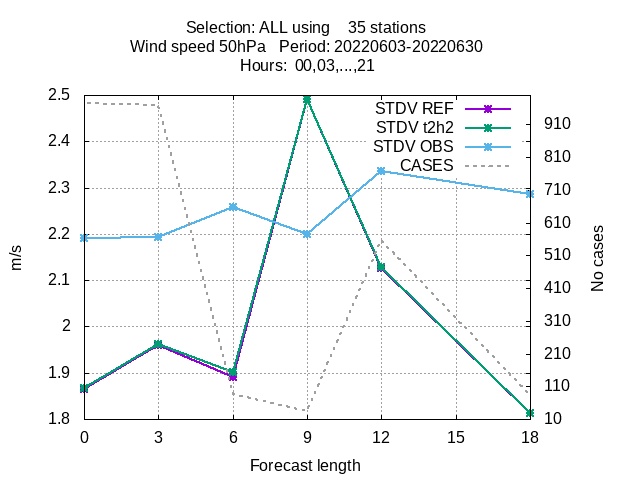 Selection: ALL using    35 stations
Wind speed 50hPa   Period: 20220603-20220630
Hours:  00,03,...,21
2.5
2.4
2.3
2.2
2.1
2
1.9
1.8
m/s
STDV REF
STDV t2h2
STDV OBS
CASES
910
810
710
610
510
410
310
210
110
10
No cases
0 3 6 9 12 15 18
Forecast length